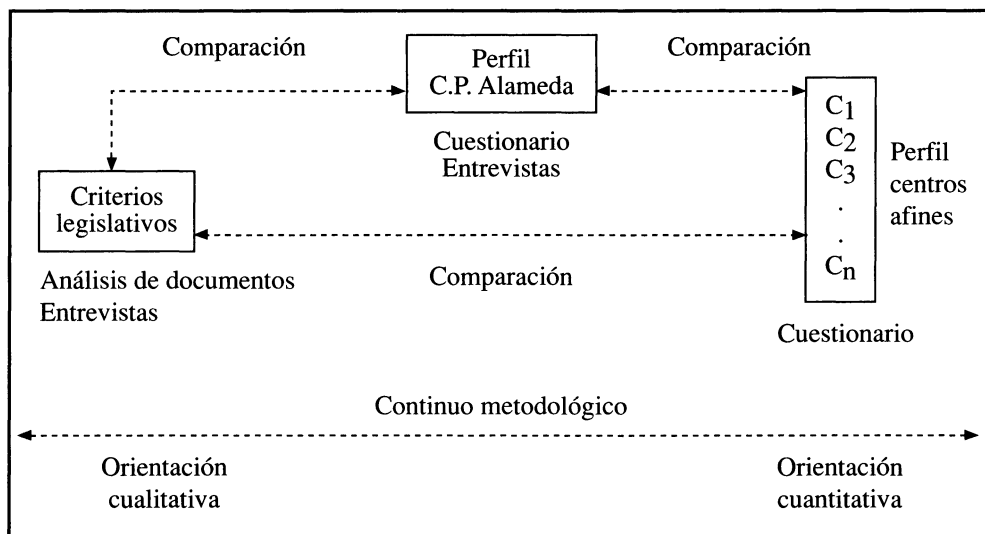 Comparación
Perfil
C.P. Alameda
Comparación
Cuestionario
Entrevistas
Criterios
legislativos
Análisis de documentos
Entrevistas
C1
C2
C3
.
.
Cn
Perfil
centros
afines
Comparación
Cuestionario
Continuo metodológico
Orientación
cualitativa
Orientación
cuantitativa